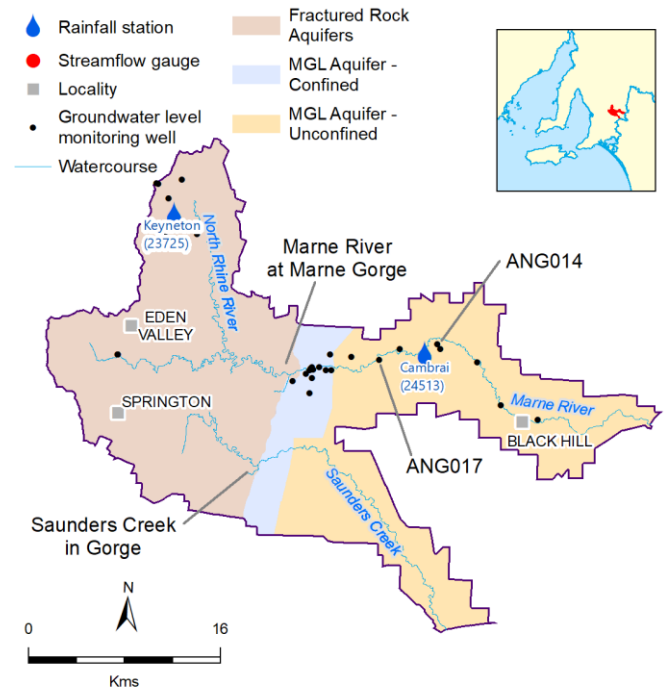 Rainfall station
Streamflow gauge
Locality
Groundwater level
monitoring well
Watercourse
Fractured Rock
Aquifers
MGL Aquifer -
Confined
MGL Aquifer -
Unconfined
Keyneton
(23725)
North Rhine River
Marne River
at Marne Gorge
ANG014
EDEN
VALLEY
Cambrai
(24513)
SPRINGTON
Marne River
BLACK HILL
ANG017
Saunders Creek
in Gorge
Saunders Creek
N
0 16
Kms